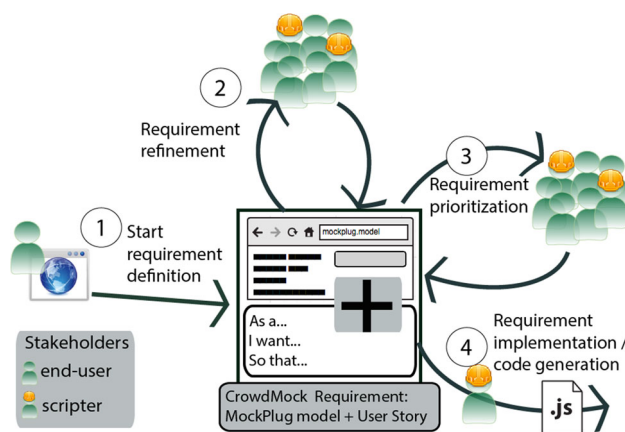 2
Requirement
refinement
3
Requirement
prioritization
1
Start
requirement
definition
mockplug.model
As a...
I want...
So that...
Stakeholders
end-user
scripter
4
Requirement
implementation /
code generation
.js
CrowdMock Requirement:
MockPlug model + User Story